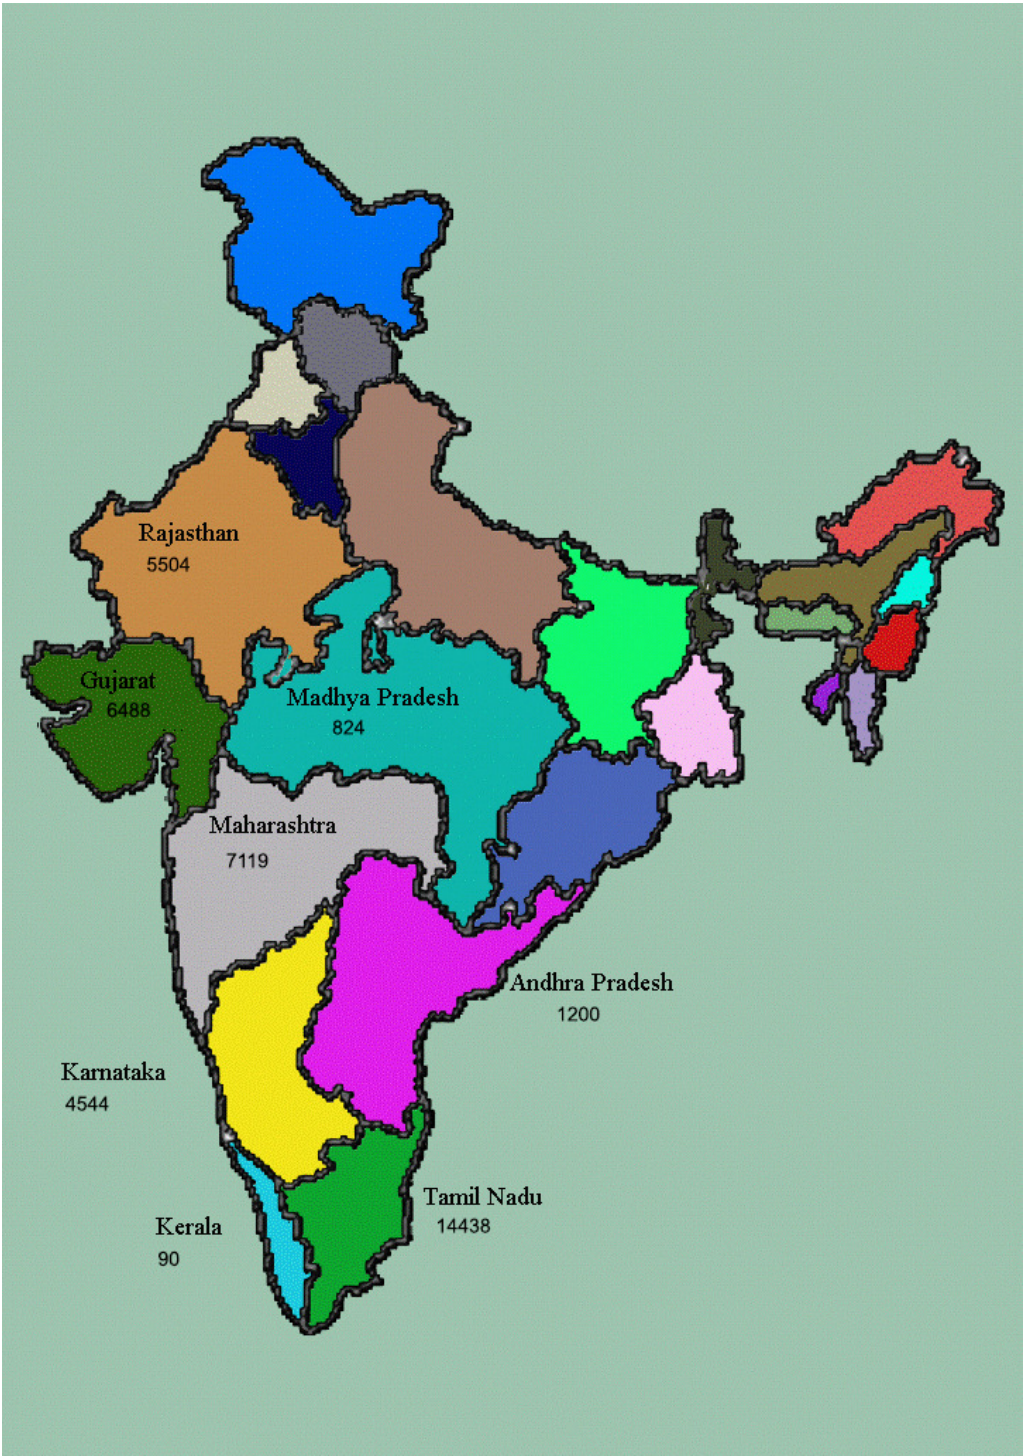 Rajasthan
5504
Gujarat
6488
Madhya Pradesh
824
Maharashtra
7119
Andhra Pradesh
1200
Karnataka
4544
Tamil Nadu
14438
Kerala
90